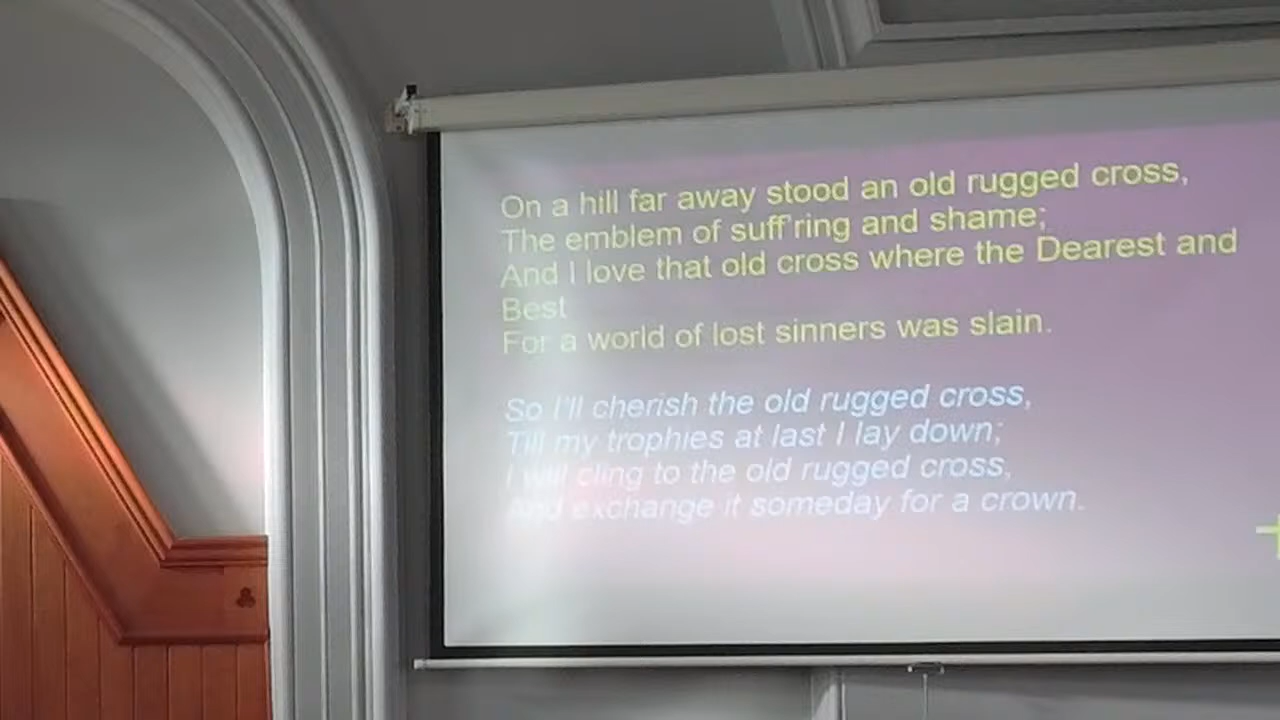 On a hill far away stood an old rugged cross,
The emblem of suff'ring and shame;
And I love that old cross where the Dearest and
Best
For a world of lost sinners was slain.
So I'll cherish the old rugged cross,
Till my trophies at last I lay down;
I will cling to the old rugged cross,
And exchange it someday for a crown.